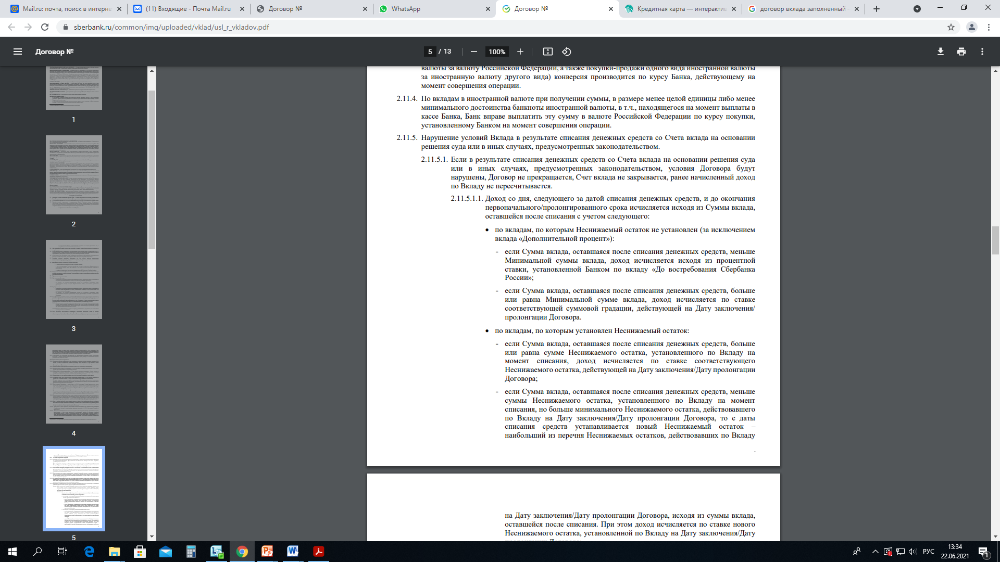 Mail.ru: почта, поиск в интерне
(11) Входящие - Почта Mail.ru
Договор №
WhatsApp
Договор №
Кредитная карта — интерактив
договор вклада заполненный -
sberbank.ru/common/img/uploaded/vklad/usl_r_vkladov.pdf
Договор №
5 / 13
100%
1
2
3
4
5
валюты за валюту Российской Федерации, а также покупки-продажи одного вида иностранной валюты
за иностранную валюту другого вида) конверсия производится по курсу Банка, действующему на
момент совершения операции.
2.11.4. По вкладам в иностранной валюте при получении суммы, в размере менее целой единицы либо менее
минимального достоинства банкноты иностранной валюты, в т.ч., находящегося на момент выплаты в
кассе Банка, Банк вправе выплатить эту сумму в валюте Российской Федерации по курсу покупки,
установленному Банком на момент совершения операции.
2.11.5. Нарушение условий Вклада в результате списания денежных средств со Счета вклада на основании
решения суда или в иных случаях, предусмотренных законодательством.
2.11.5.1. Если в результате списания денежных средств со Счета вклада на основании решения суда
или в иных случаях, предусмотренных законодательством, условия Договора будут
нарушены, Договор не прекращается, Счет вклада не закрывается, ранее начисленный доход
по Вкладу не пересчитывается.
2.11.5.1.1. Доход со дня, следующего за датой списания денежных средств, и до окончания
первоначального/пролонгированного срока исчисляется исходя из Суммы вклада,
оставшейся после списания с учетом следующего:
• по вкладам, по которым Неснижаемый остаток не установлен (за исключением
вклада «Дополнительной процент»):
- если Сумма вклада, оставшаяся после списания денежных средств, меньше
Минимальной суммы вклада, доход исчисляется исходя из процентной
ставки, установленной Банком по вкладу «До востребования Сбербанка
России»;
- если Сумма вклада, оставшаяся после списания денежных средств, больше
или равна Минимальной сумме вклада, доход исчисляется по ставке
соответствующей суммовой градации, действующей на Дату заключения/
пролонгации Договора.
• по вкладам, по которым установлен Неснижаемый остаток:
- если Сумма вклада, оставшаяся после списания денежных средств, больше
или равна сумме Неснижаемого остатка, установленного по Вкладу на
момент списания, доход исчисляется по ставке соответствующего
Неснижаемого остатка, действующей на Дату заключения/Дату пролонгации
Договора;
- если Сумма вклада, оставшаяся после списания денежных средств, меньше
суммы Неснижаемого остатка, установленного по Вкладу на момент
списания, но больше минимального Неснижаемого остатка, действовавшего
по Вкладу на Дату заключения/Дату пролонгации Договора, то с даты
списания средств устанавливается новый Неснижаемый остаток –
наибольший из перечня Неснижаемых остатков, действовавших по Вкладу
.
на Дату заключения/Дату пролонгации Договора, исходя из суммы вклада,
оставшейся после списания. При этом доход исчисляется по ставке нового
Неснижаемого остатка, установленной по Вкладу на Дату заключения/Дату
РУС
13:34
22.06.2021
1